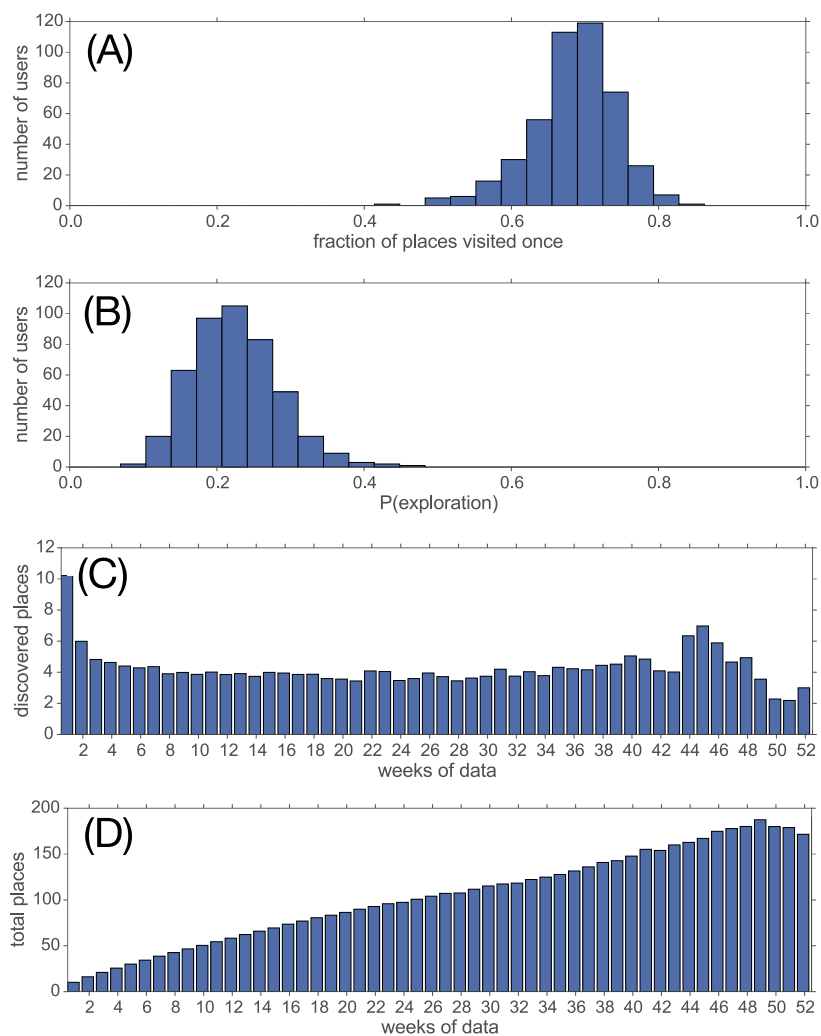 (A)
120
100
80
60
40
20
0
number of users
0.0 0.2 0.4 0.6 0.8 1.0
fraction of places visited once
(B)
120
100
80
60
40
20
0
number of users
0.0 0.2 0.4 0.6 0.8 1.0
P(exploration)
(C)
12
10
8
6
4
2
0
discovered places
2 4 6 8 10 12 14 16 18 20 22 24 26 28 30 32 34 36 38 40 42 44 46 48 50 52
weeks of data
(D)
200
150
100
50
0
total places
2 4 6 8 10 12 14 16 18 20 22 24 26 28 30 32 34 36 38 40 42 44 46 48 50 52
weeks of data